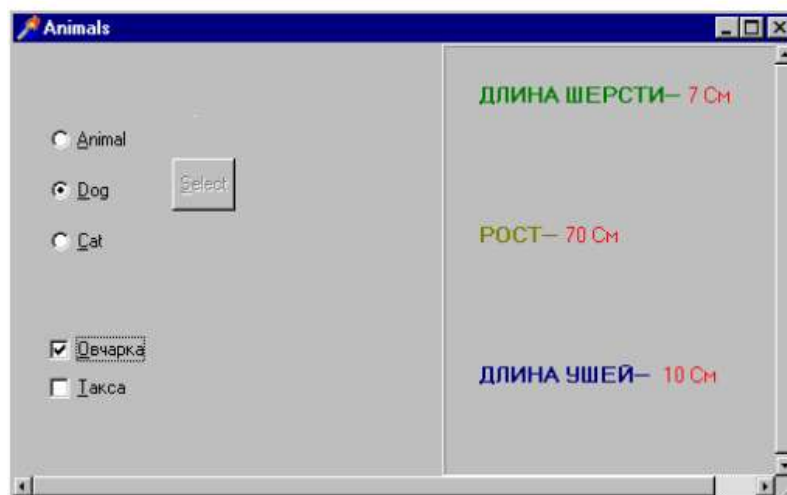 Animals
Animal
Dog
Select
Cat
Овчарка
Такса
ДЛИНА ШЕРСТИ– 7 См
РОСТ– 70 См
ДЛИНА УШЕЙ– 10 См